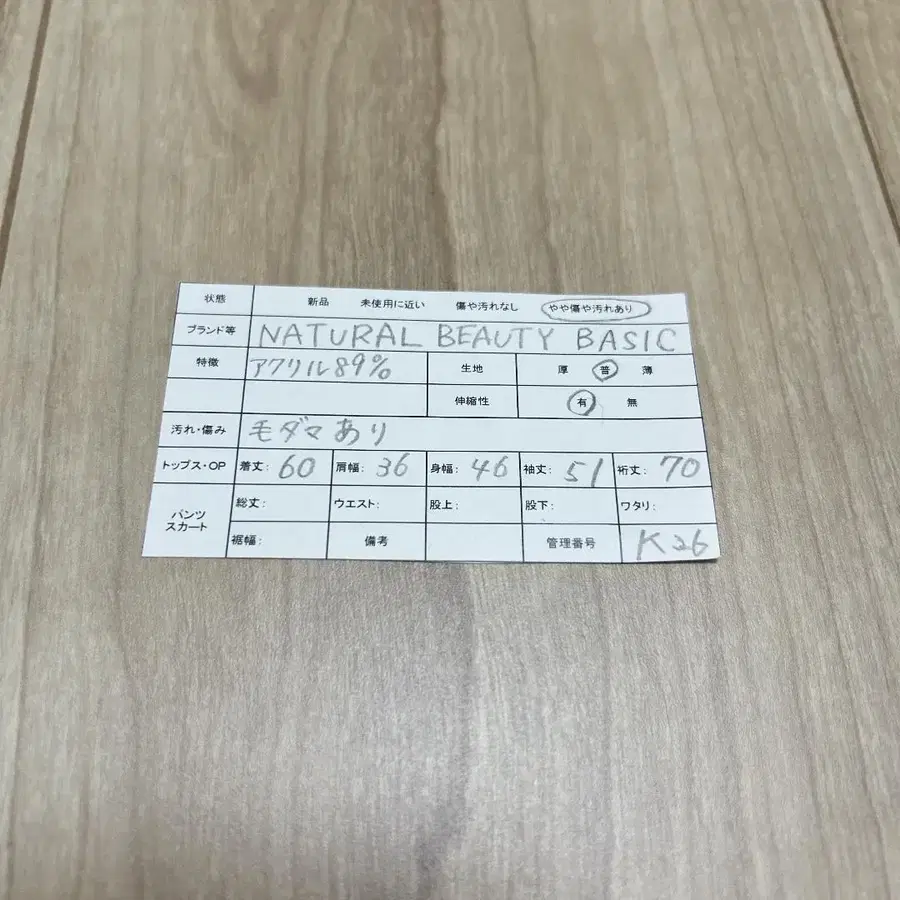 状態 新品 未使用に近い 傷や汚れなし やや傷や汚れあり
ブランド等 NATURAL BEAUTY BASIC
特徴 アクリル89% 生地 厚 普 薄
伸縮性 有 無
汚れ・傷み 毛ダマあり
トップス・OP 着丈: 60 肩幅: 36 身幅: 46 袖丈: 51 裄丈: 70
パンツ スカート 総丈: ウエスト: 股上: 股下: ワタリ:
裾幅: 備考 管理番号 K26